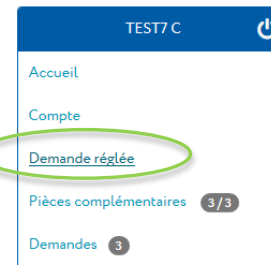 TEST7 C
Accueil
Compte
Demande réglée
Pièces complémentaires 3/3
Demandes 3